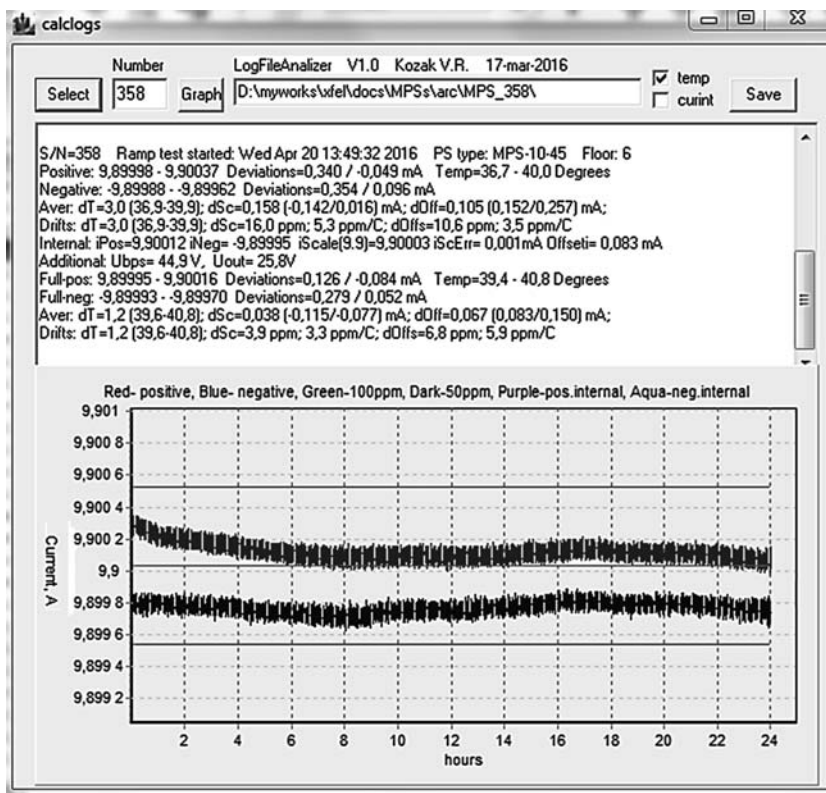 calclogs
Number
LogFileAnalizer V1.0 Kozak V.R. 17-mar-2016
Select
358
Graph
D:\myworks\xfel\docs\MPSs\arc\MPS_358\
temp
curint
Save
S/N=358 Ramp test started: Wed Apr 20 13:49:32 2016 PS type: MPS-10-45 Floor: 6
Positive: 9,89998 - 9,90037 Deviations=0,340 / -0,049 mA Temp=36,7 - 40,0 Degrees
Negative: -9,89988 - -9,89962 Deviations=0,354 / 0,096 mA
Aver: dT=3,0 (36,9-39,9); dSc=0,158 (-0,142/0,016) mA; dOff=0,105 (0,152/0,257) mA;
Drifts: dT=3,0 (36,9-39,9); dSc=16,0 ppm; 5,3 ppm/C; dOffs=10,6 ppm; 3,5 ppm/C
Internal: iPos=9,90012 iNeg= -9,89995 iScale(9.9)=9,90003 iScErr= 0,001mA Offseti= 0,083 mA
Additional: Ubps= 44,9 V, Uout= 25,8V
Full-pos: 9,89995 - 9,90016 Deviations=0,126 / -0,084 mA Temp=39,4 - 40,8 Degrees
Full-neg: -9,89993 - -9,89970 Deviations=0,279 / 0,052 mA
Aver: dT=1,2 (39,6-40,8); dSc=0,038 (-0,115/-0,077) mA; dOff=0,067 (0,083/0,150) mA;
Drifts: dT=1,2 (39,6-40,8); dSc=3,9 ppm; 3,3 ppm/C; dOffs=6,8 ppm; 5,9 ppm/C
Red- positive, Blue- negative, Green-100ppm, Dark-50ppm, Purple-pos.internal, Aqua-neg.internal
9,901
9,900 8
9,900 6
9,900 4
9,900 2
9,9
9,899 8
9,899 6
9,899 4
9,899 2
Current, A
2 4 6 8 10 12 14 16 18 20 22 24
hours